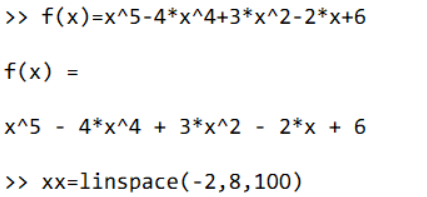 >> f(x)=x^5-4*x^4+3*x^2-2*x+6
f(x) =
x^5 - 4*x^4 + 3*x^2 - 2*x + 6
>> xx=linspace(-2,8,100)